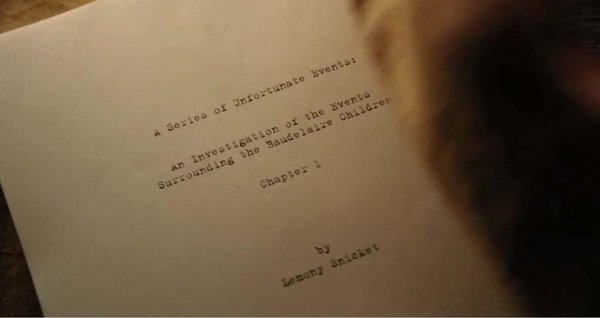 A Series of Unfortunate Events:
An Investigation of the Events
Surrounding the Baudelaire Children
Chapter 1
by
Lemony Snicket